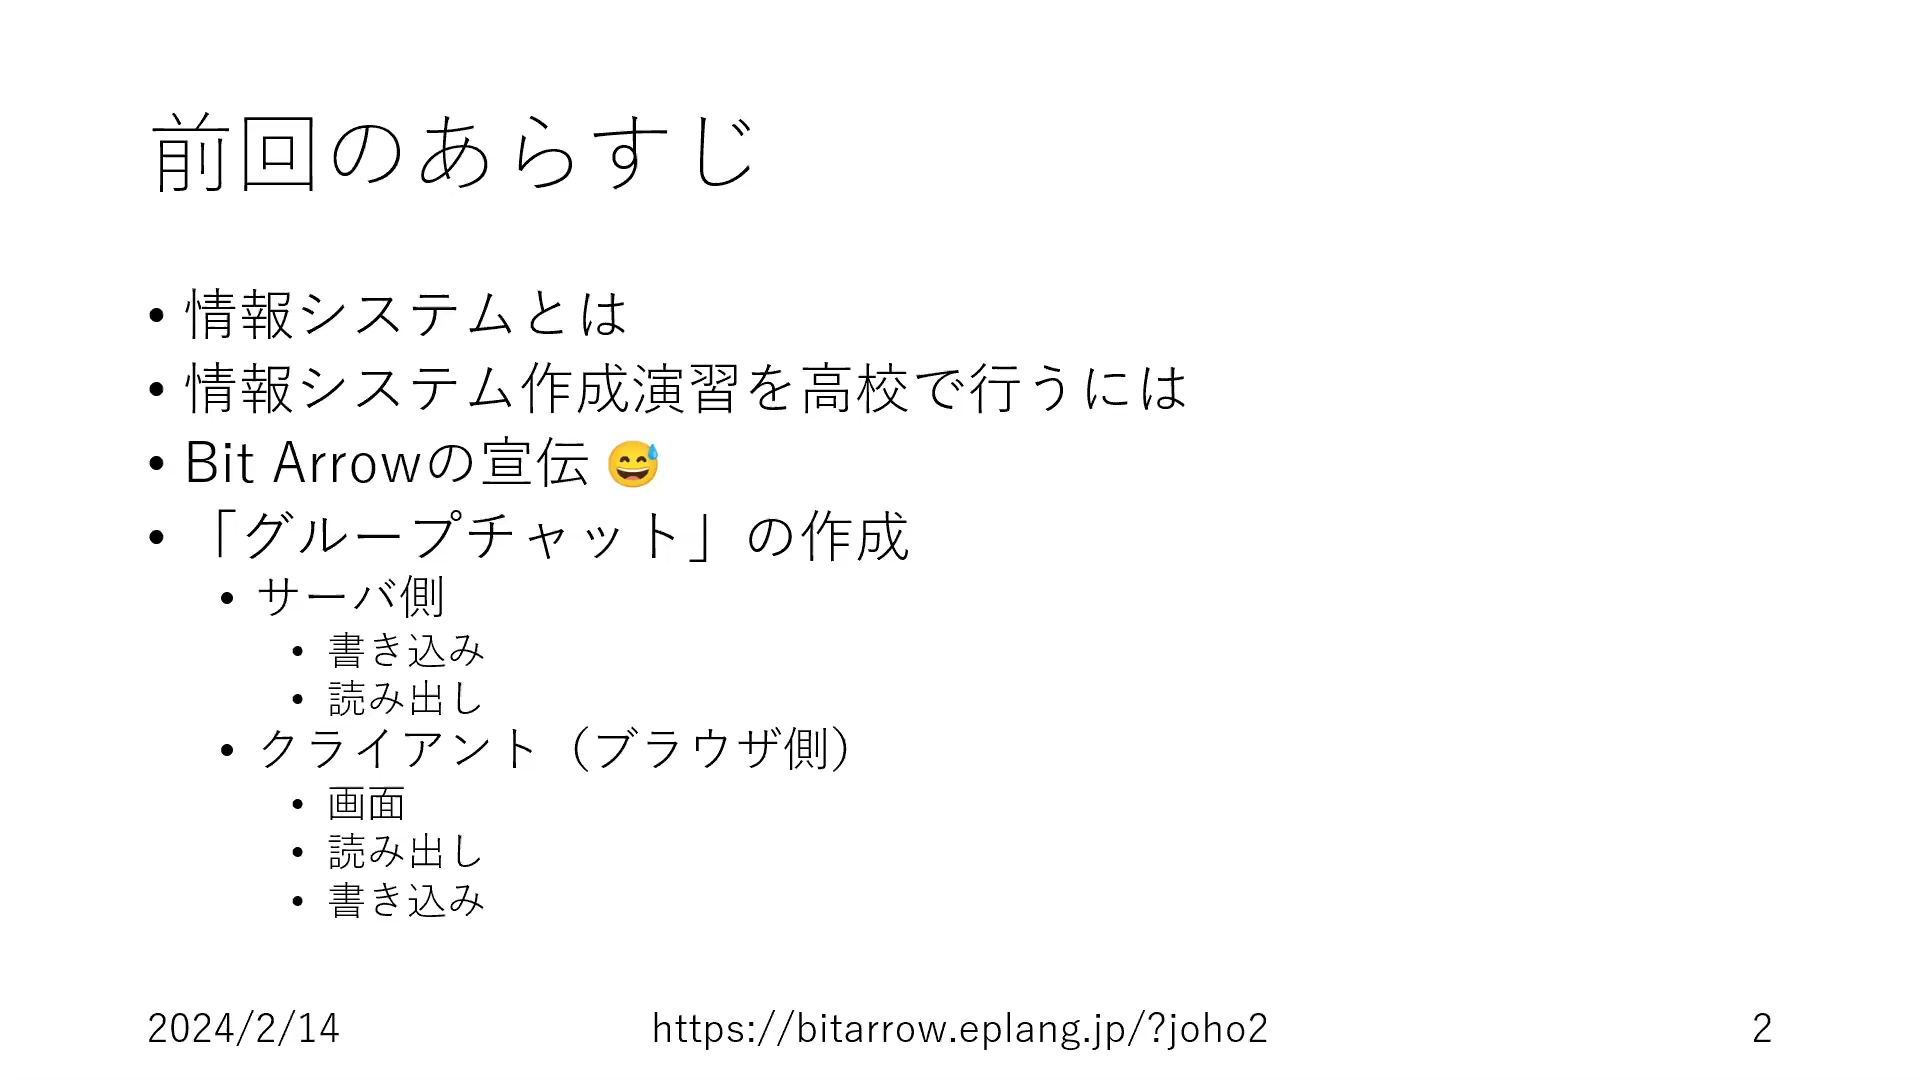 前回のあらすじ
• 情報システムとは
• 情報システム作成演習を高校で行うには
• Bit Arrowの宣伝 😅
• 「グループチャット」の作成
• サーバ側
• 書き込み
• 読み出し
• クライアント（ブラウザ側）
• 画面
• 読み出し
• 書き込み
2024/2/14
https://bitarrow.eplang.jp/?joho2
2